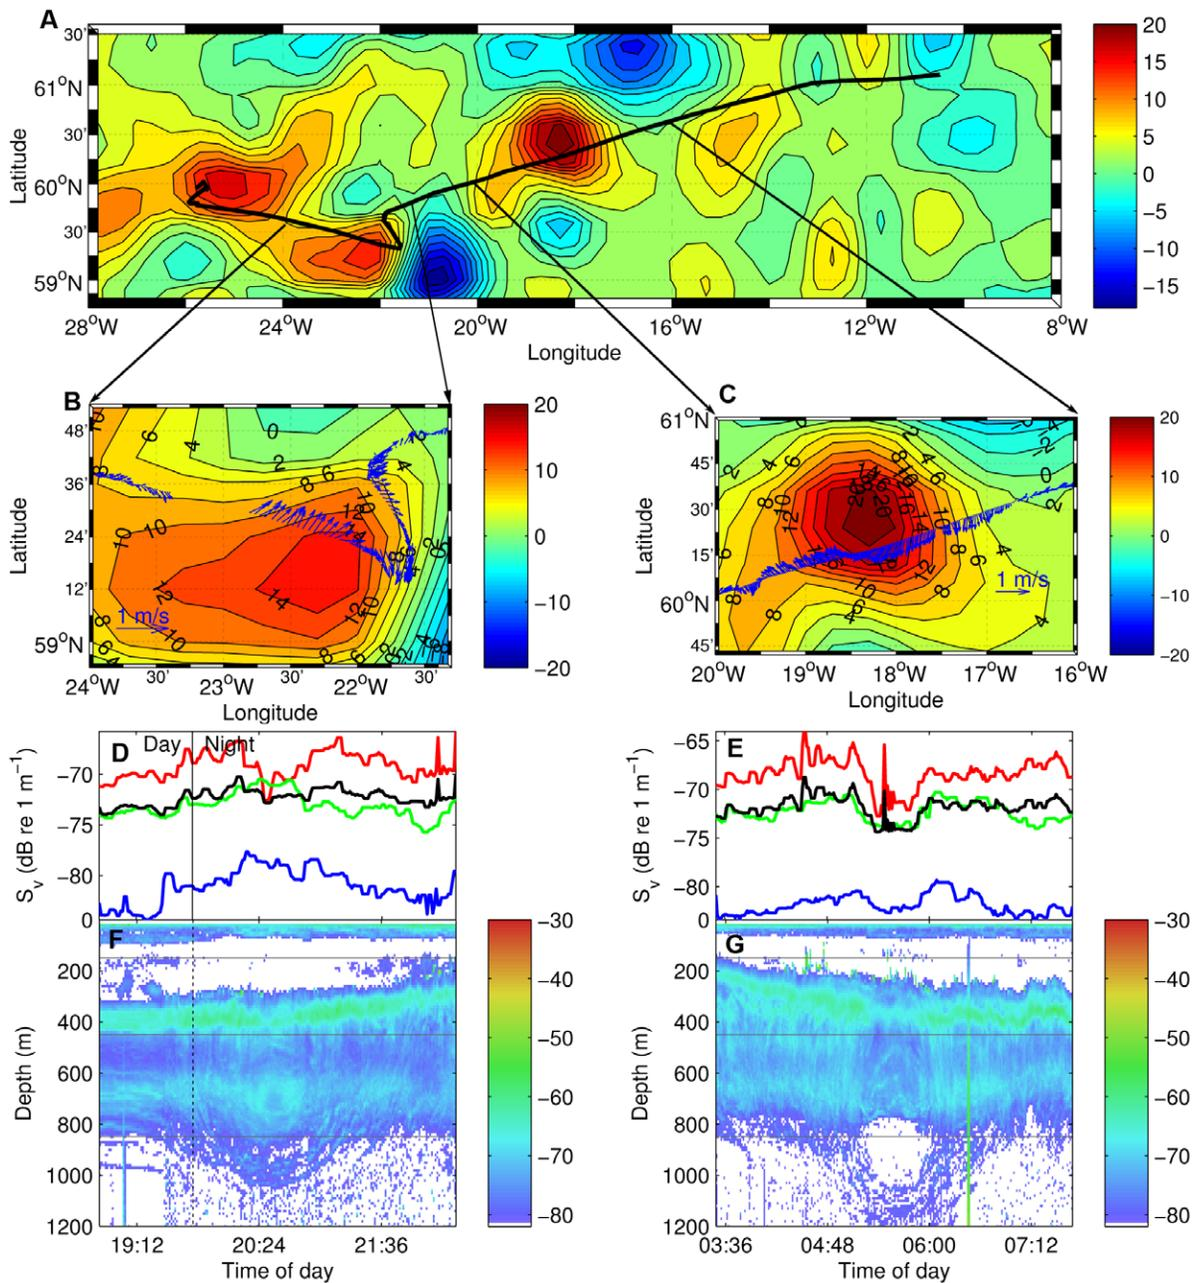 A
30'
61°N
30'
60°N
30'
59°N
Latitude
28°W 24°W 20°W 16°W 12°W 8°W
Longitude
20
15
10
5
0
−5
−10
−15
B
48'
36'
24'
12'
59°N
Latitude
24°W 30' 23°W 30' 22°W 30'
Longitude
1 m/s
0
2
4
6
8
10
12
14
20
10
0
−10
−20
C
61°N
45'
30'
15'
60°N
45'
Latitude
20°W 19°W 18°W 17°W 16°W
Longitude
1 m/s
20
10
0
−10
−20
D
Day Night
−70
−75
−80
0
Sv (dB re 1 m−1)
E
−65
−70
−75
−80
0
Sv (dB re 1 m−1)
F
200
400
600
800
1000
1200
Depth (m)
19:12 20:24 21:36
Time of day
−30
−40
−50
−60
−70
−80
G
200
400
600
800
1000
1200
Depth (m)
03:36 04:48 06:00 07:12
Time of day
−30
−40
−50
−60
−70
−80